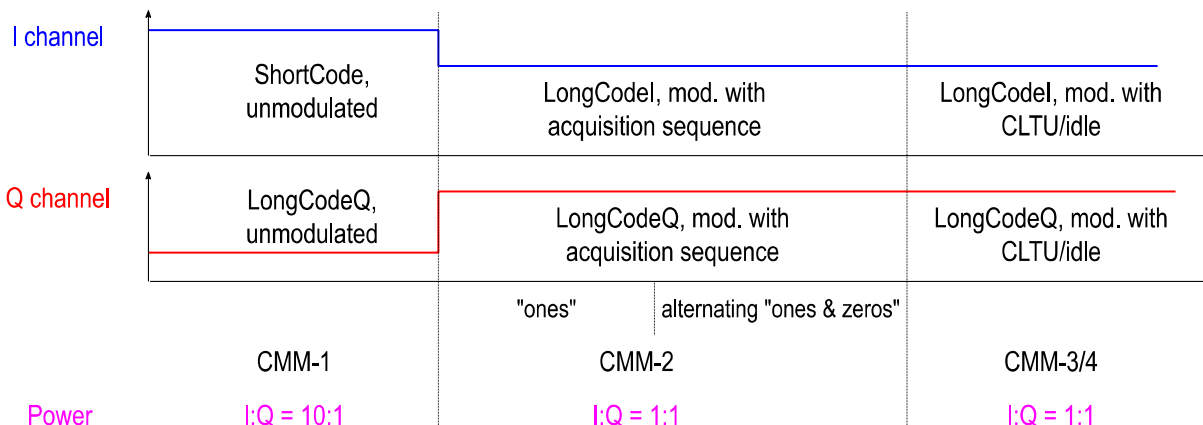 I channel
ShortCode,
unmodulated
LongCodeI, mod. with
acquisition sequence
LongCodeI, mod. with
CLTU/idle
Q channel
LongCodeQ,
unmodulated
LongCodeQ, mod. with
acquisition sequence
LongCodeQ, mod. with
CLTU/idle
"ones"
alternating "ones & zeros"
CMM-1
CMM-2
CMM-3/4
Power
I:Q = 10:1
I:Q = 1:1
I:Q = 1:1